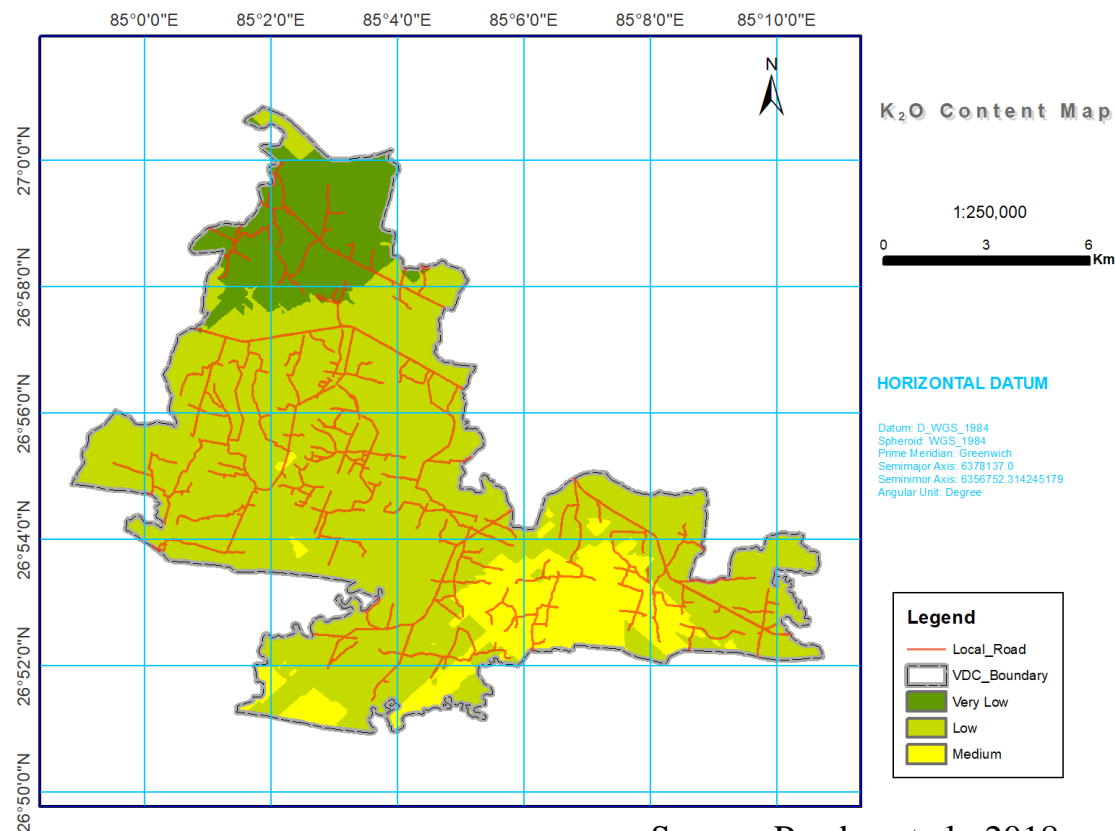 85°0'0"E 85°2'0"E 85°4'0"E 85°6'0"E 85°8'0"E 85°10'0"E
27°0'0"N
26°58'0"N
26°56'0"N
26°54'0"N
26°52'0"N
26°50'0"N
N
K₂O Content Map
1:250,000
0 3 6
Km
HORIZONTAL DATUM
Datum: D_WGS_1984
Spheroid: WGS_1984
Prime Meridian: Greenwich
Semimajor Axis: 6378137.0
Semiminor Axis: 6356752.314245179
Angular Unit: Degree
Legend
Local_Road
VDC_Boundary
Very Low
Low
Medium
2018